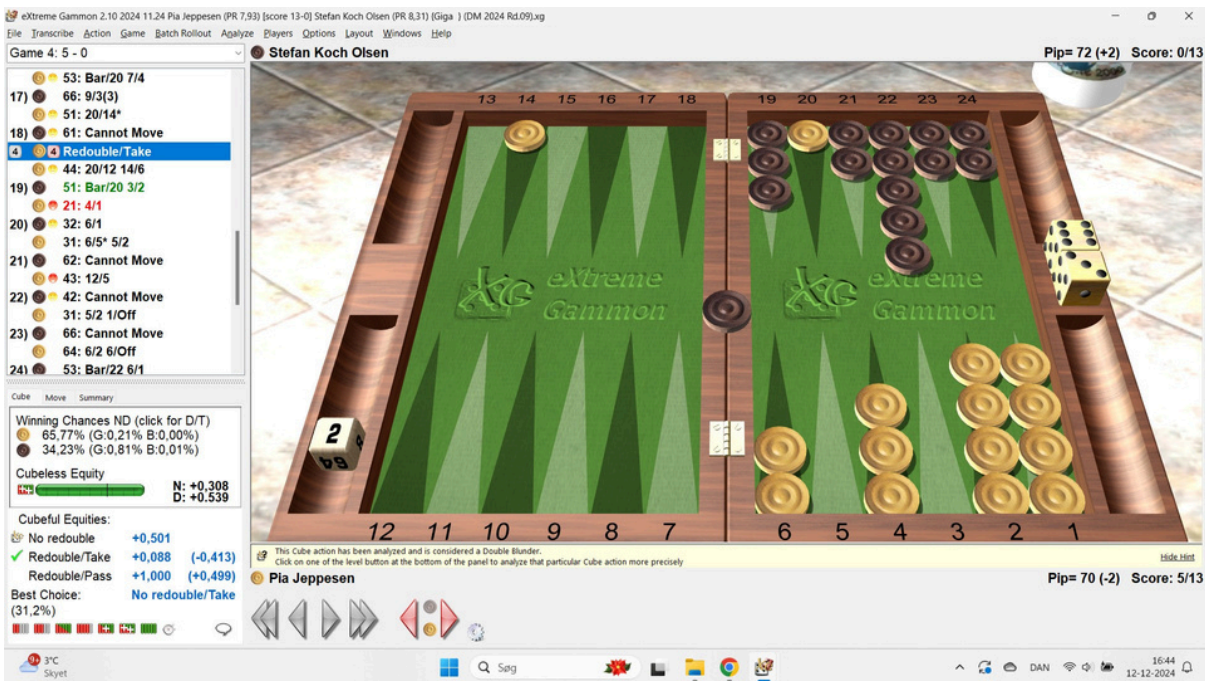 eXtreme Gammon 2.10 2024 11.24 Pia Jeppesen (PR 7,93) [score 13-0] Stefan Koch Olsen (PR 8,31) (Giga ) (DM 2024 Rd.09).xg
File Transcribe Action Game Batch Rollout Analyze Players Options Layout Windows Help
Game 4: 5 - 0
Stefan Koch Olsen
Pip= 72 (+2) Score: 0/13
53: Bar/20 7/4
17) 66: 9/3(3)
51: 20/14*
18) 61: Cannot Move
4 4 Redouble/Take
44: 20/12 14/6
19) 51: Bar/20 3/2
21: 4/1
20) 32: 6/1
31: 6/5* 5/2
21) 62: Cannot Move
43: 12/5
22) 42: Cannot Move
31: 5/2 1/Off
23) 66: Cannot Move
64: 6/2 6/Off
24) 53: Bar/22 6/1
13 14 15 16 17 18 19 20 21 22 23 24
eXtreme Gammon
eXtreme Gammon
2
64
12 11 10 9 8 7 6 5 4 3 2 1
Cube Move Summary
Winning Chances ND (click for D/T)
65,77% (G:0,21% B:0,00%)
34,23% (G:0,81% B:0,01%)
Cubeless Equity
N: +0,308
D: +0.539
Cubeful Equities:
No redouble +0,501
Redouble/Take +0,088 (-0,413)
Redouble/Pass +1,000 (+0,499)
Best Choice: No redouble/Take
(31,2%)
This Cube action has been analyzed and is considered a Double Blunder.
Click on one of the level button at the bottom of the panel to analyze that particular Cube action more precisely
Hide Hint
Pia Jeppesen
Pip= 70 (-2) Score: 5/13
9+
3°C
Skyet
Søg
DAN
16:44
12-12-2024